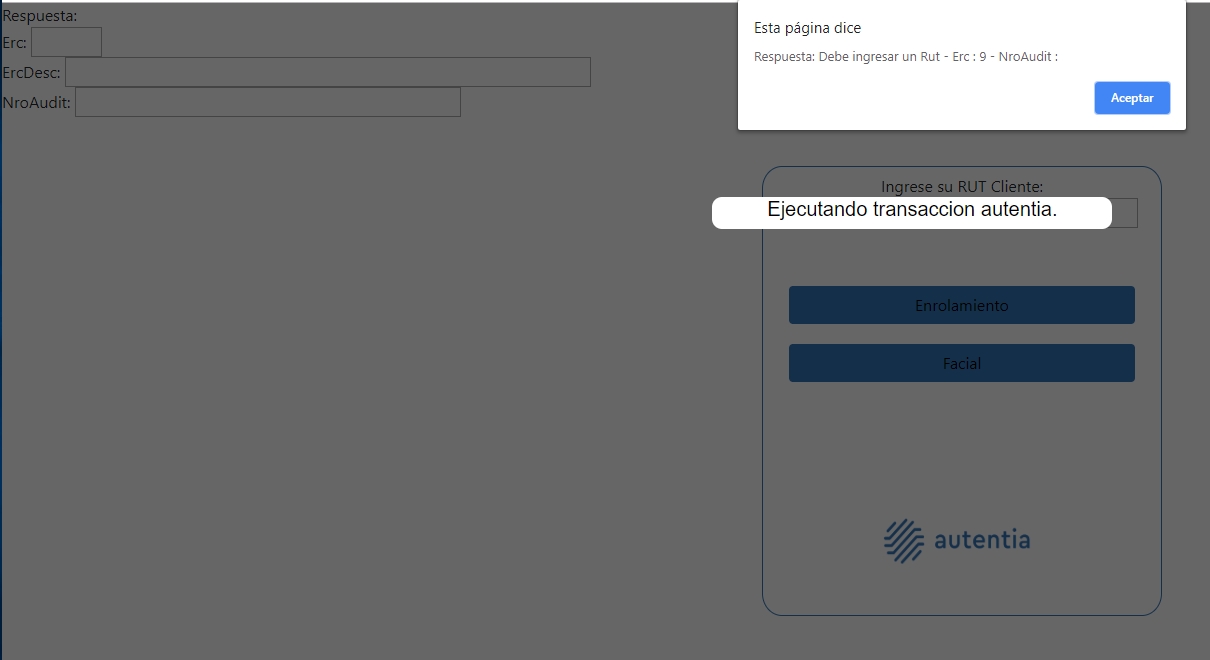 Respuesta:
Erc:
ErcDesc:
NroAudit:
Esta página dice
Respuesta: Debe ingresar un Rut - Erc : 9 - NroAudit :
Aceptar
Ingrese su RUT Cliente:
Ejecutando transaccion autentia.
Enrolamiento
Facial
autentia